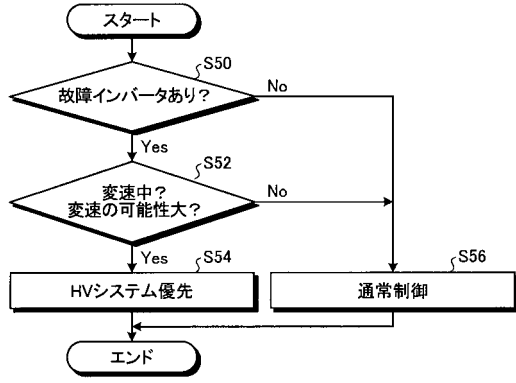 スタート
S50
故障インバータあり？
No
Yes
S52
変速中？
変速の可能性大？
No
Yes
S54
HVシステム優先
S56
通常制御
エンド